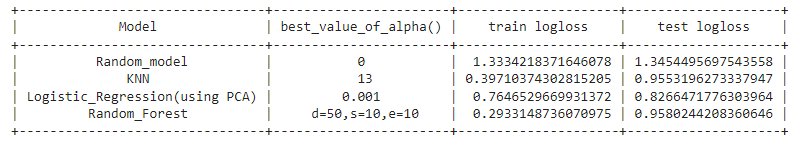 +------------------------------------+------------------------+---------------------+--------------------+
| Model | best_value_of_alpha() | train logloss | test logloss |
+------------------------------------+------------------------+---------------------+--------------------+
| Random_model | 0 | 1.3334218371646078 | 1.3454495697543558 |
| KNN | 13 | 0.39710374302815205 | 0.9553196273337947 |
| Logistic_Regression(using PCA) | 0.001 | 0.7646529669931372 | 0.8266471776303964 |
| Random_Forest | d=50,s=10,e=10 | 0.2933148736070975 | 0.9580244208360646 |
+------------------------------------+------------------------+---------------------+--------------------+